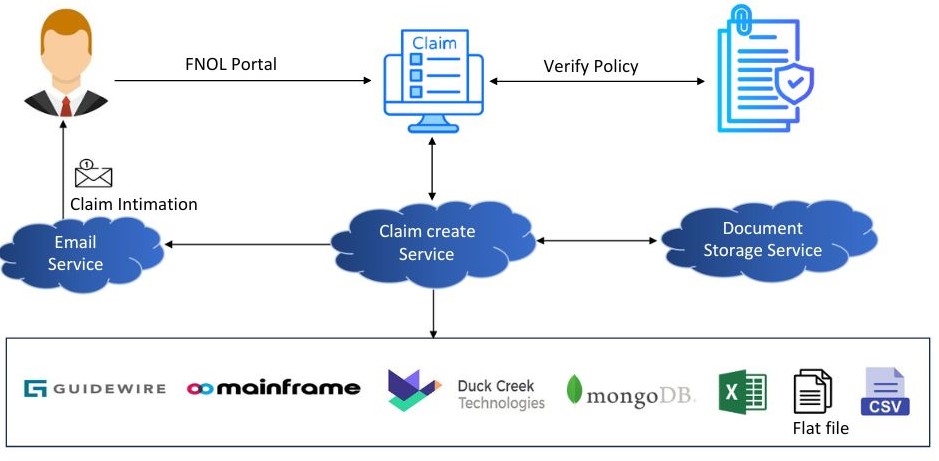 FNOL Portal
Claim
Verify Policy
1
Claim Intimation
Email
Service
Claim create
Service
Document
Storage Service
GUIDEWIRE
mainframe
Duck Creek
Technologies
mongoDB.
X
Flat file
CSV